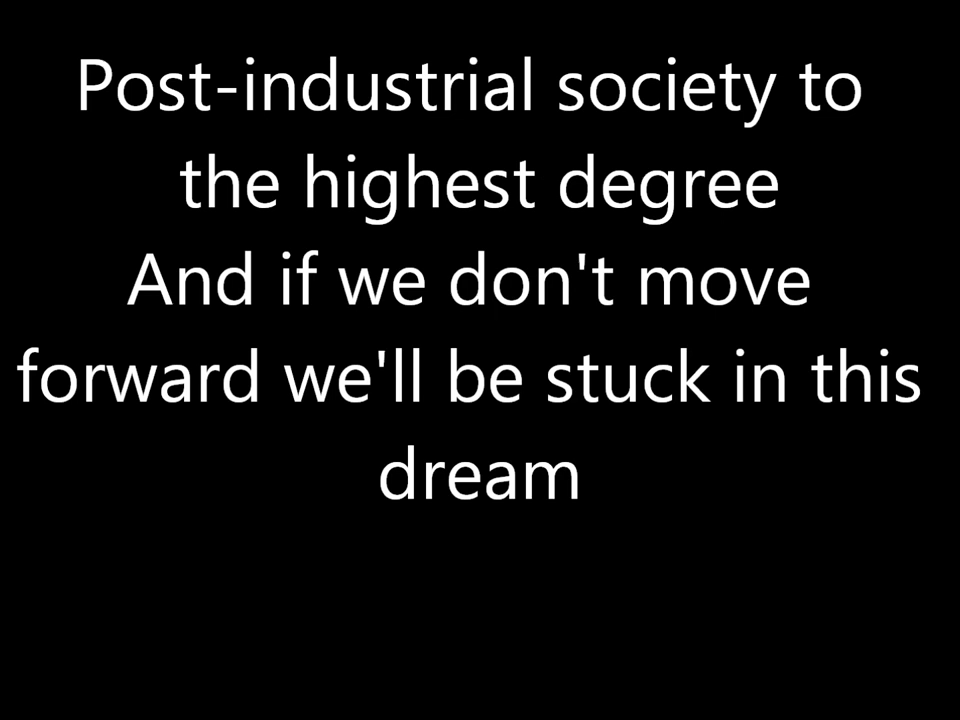 Post-industrial society to
the highest degree
And if we don't move
forward we'll be stuck in this
dream